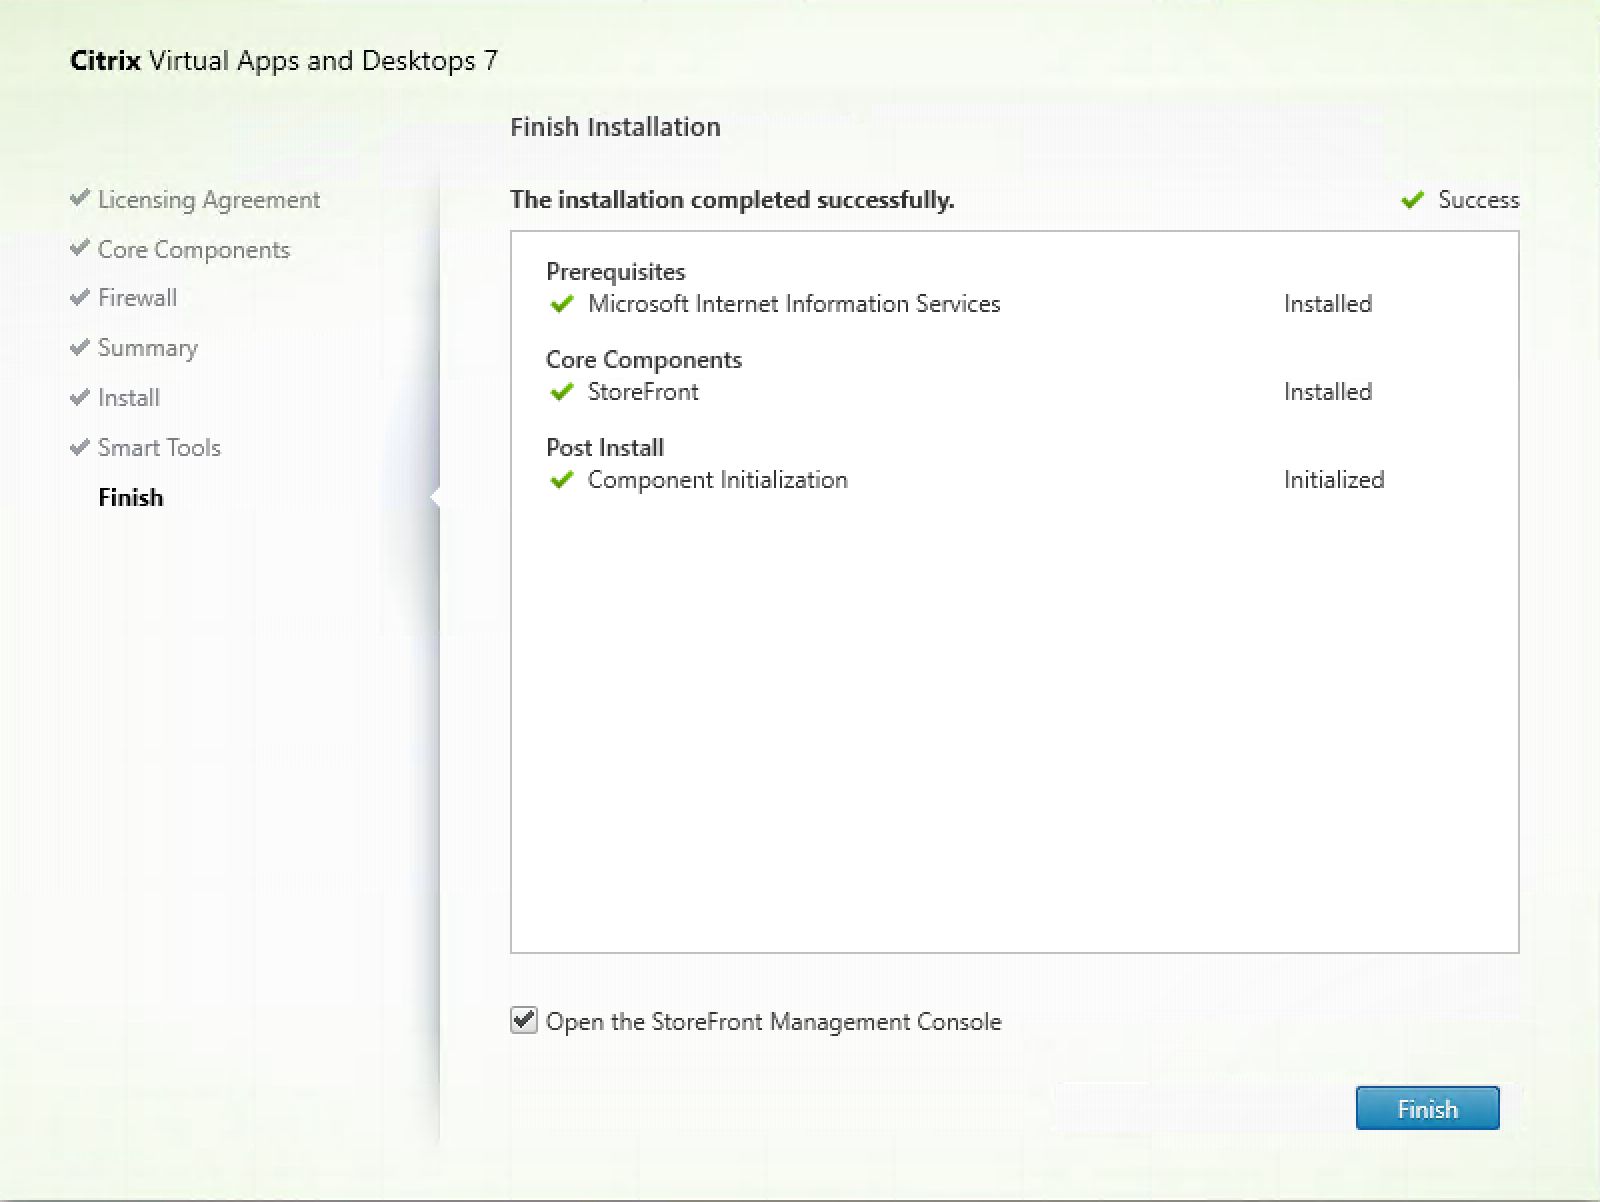 Citrix Virtual Apps and Desktops 7
Finish Installation
Licensing Agreement
Core Components
Firewall
Summary
Install
Smart Tools
Finish
The installation completed successfully.
Success
Prerequisites
Microsoft Internet Information Services Installed
Core Components
StoreFront Installed
Post Install
Component Initialization Initialized
Open the StoreFront Management Console
Finish